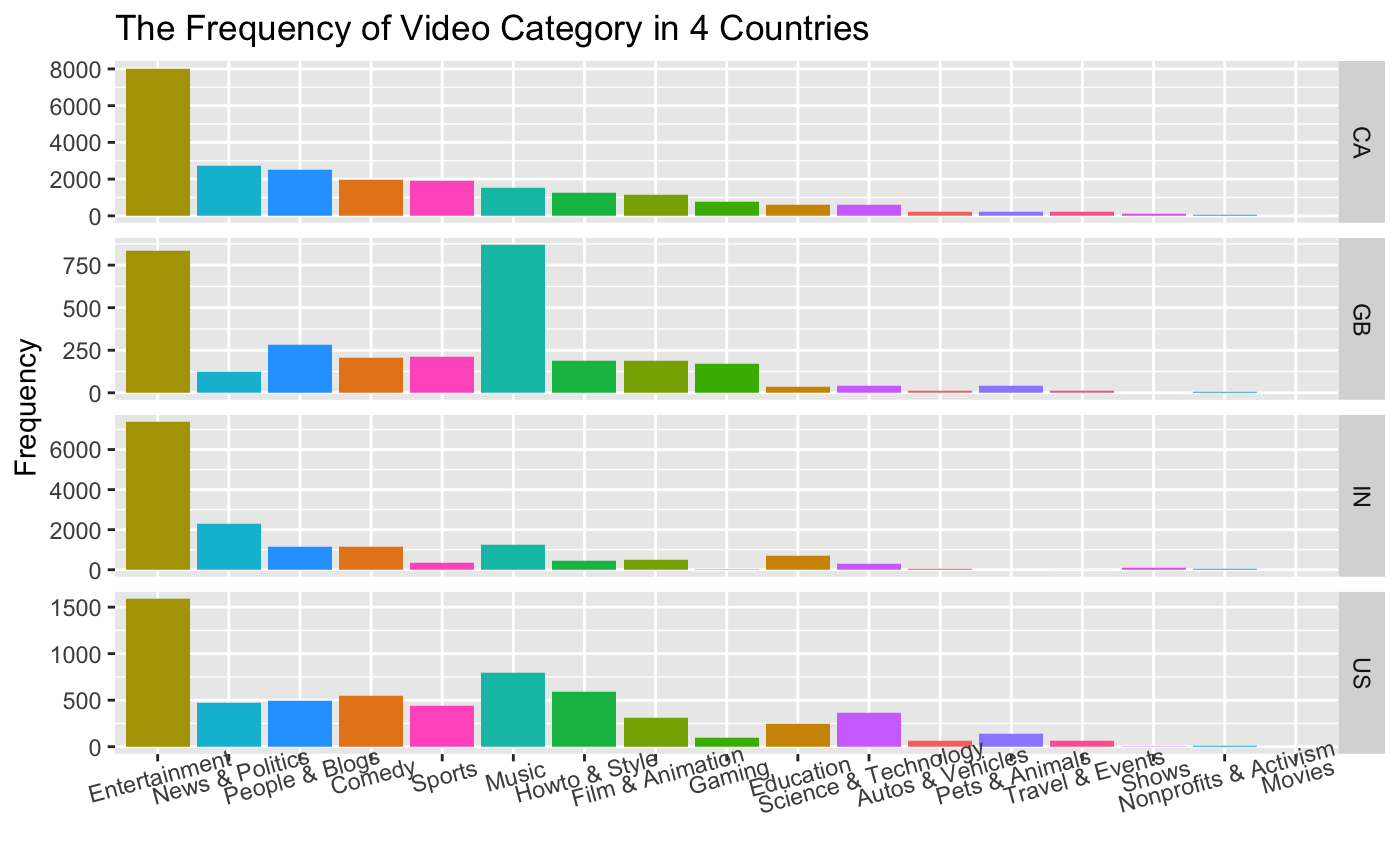 The Frequency of Video Category in 4 Countries
Frequency
8000
6000
4000
2000
0
CA
750
500
250
0
GB
6000
4000
2000
0
IN
1500
1000
500
0
US
Entertainment
News & Politics
People & Blogs
Comedy
Sports
Music
Howto & Style
Film & Animation
Gaming
Education
Science & Technology
Autos & Vehicles
Pets & Animals
Travel & Events
Shows
Nonprofits & Activism
Movies